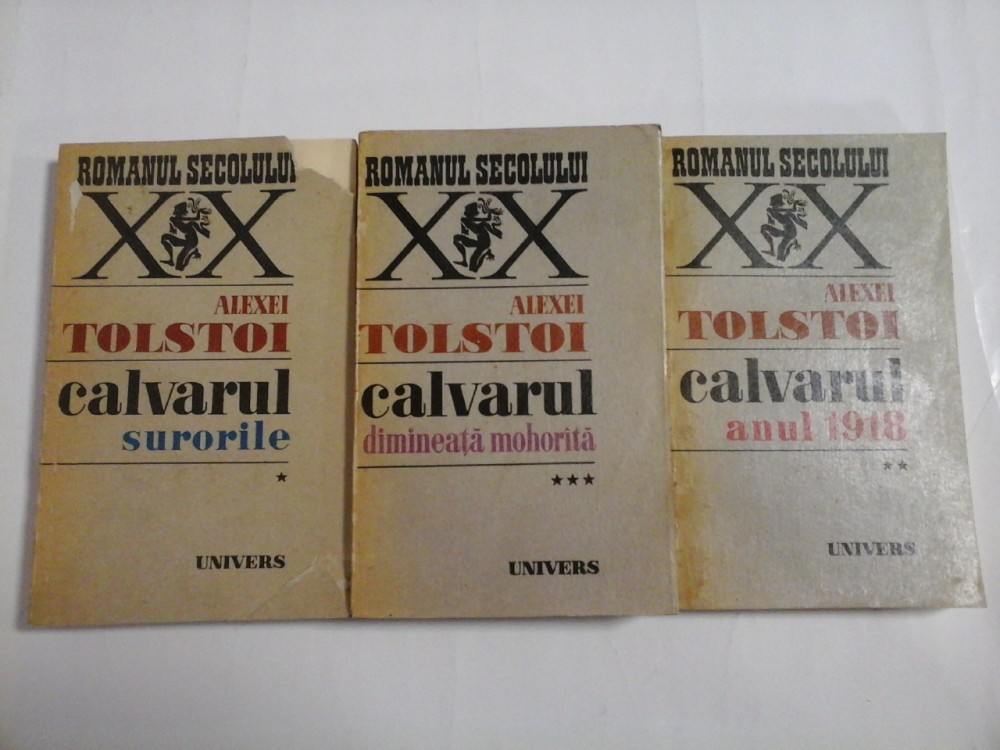 ROMANUL SECOLULUI
XX
ALEXEI
TOLSTOI
calvarul
surorile
*
UNIVERS
ROMANUL SECOLULUI
XX
ALEXEI
TOLSTOI
calvarul
dimineață mohorîtă
***
UNIVERS
ROMANUL SECOLULUI
XX
ALEXEI
TOLSTOI
calvarul
anul 1918
**
UNIVERS